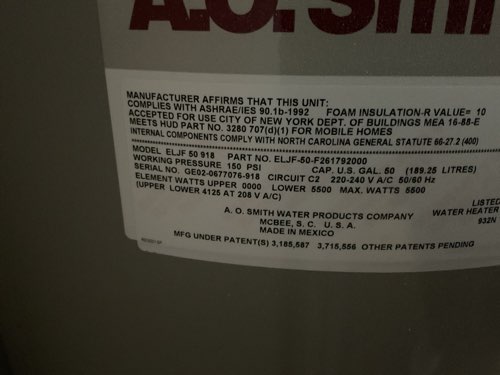 A.O. Smith
MANUFACTURER AFFIRMS THAT THIS UNIT:
COMPLIES WITH ASHRAE/IES 90.1b-1992 FOAM INSULATION-R VALUE= 10
ACCEPTED FOR USE CITY OF NEW YORK DEPT. OF BUILDINGS MEA 16-88-E
MEETS HUD PART NO. 3280 707(d)(1) FOR MOBILE HOMES
INTERNAL COMPONENTS COMPLY WITH NORTH CAROLINA GENERAL STATUTE 66-27.2 (400)
MODEL ELJF 50 918 PART NO. ELJF-50-F261792000
WORKING PRESSURE 150 PSI CAP. U.S. GAL. 50 (189.25 LITRES)
SERIAL NO. GE02-0677076-918 CIRCUIT C2 220-240 V A/C 50/60 Hz
ELEMENT WATTS UPPER 0000 LOWER 5500 MAX. WATTS 5500
(UPPER LOWER 4125 AT 208 V A/C)
LISTED
A. O. SMITH WATER PRODUCTS COMPANY WATER HEATER
MCBEE, S. C. U. S. A. 932N
MADE IN MEXICO
MFG UNDER PATENT(S) 3,185,587 3,715,556 OTHER PATENTS PENDING